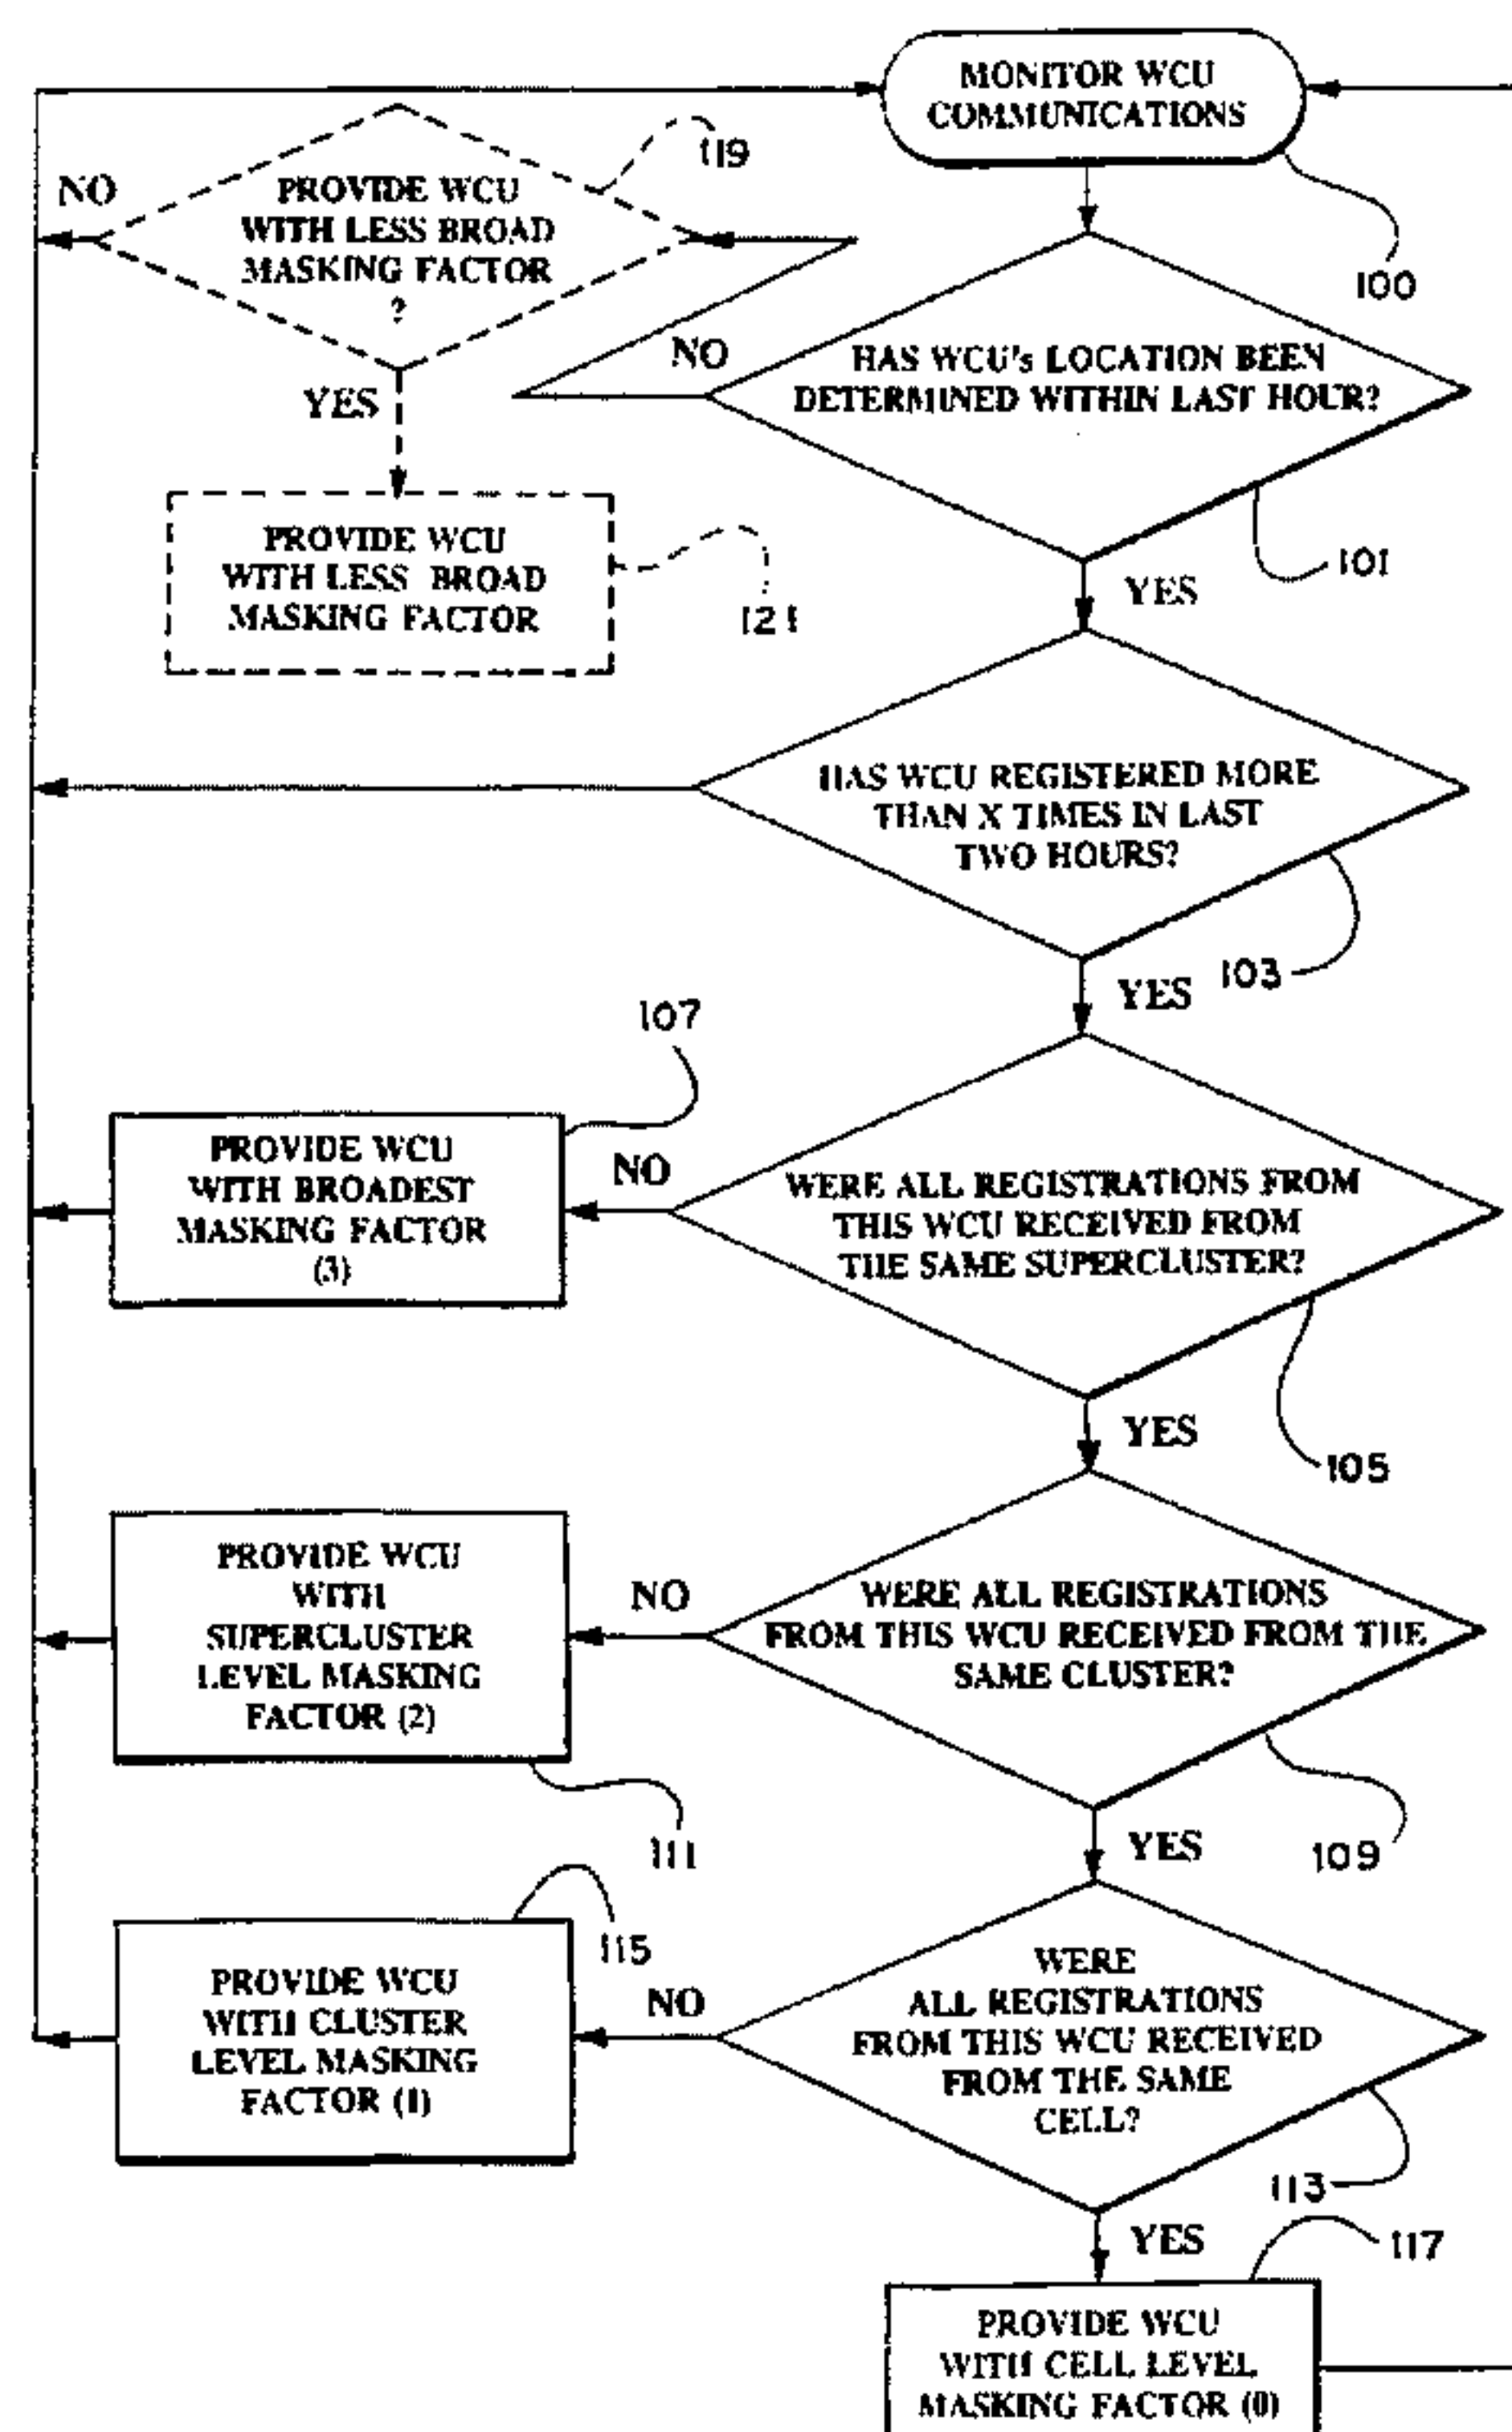 MONITOR WCU
COMMUNICATIONS
100
119
NO
PROVIDE WCU
WITH LESS BROAD
MASKING FACTOR
?
YES
PROVIDE WCU
WITH LESS BROAD
MASKING FACTOR
121
NO
HAS WCU's LOCATION BEEN
DETERMINED WITHIN LAST HOUR?
101
YES
HAS WCU REGISTERED MORE
THAN X TIMES IN LAST
TWO HOURS?
103
YES
107
PROVIDE WCU
WITH BROADEST
MASKING FACTOR
(3)
NO
WERE ALL REGISTRATIONS FROM
THIS WCU RECEIVED FROM
THE SAME SUPERCLUSTER?
105
YES
PROVIDE WCU
WITH
SUPERCLUSTER
LEVEL MASKING
FACTOR (2)
111
NO
WERE ALL REGISTRATIONS
FROM THIS WCU RECEIVED FROM THE
SAME CLUSTER?
109
YES
115
PROVIDE WCU
WITH CLUSTER
LEVEL MASKING
FACTOR (1)
NO
WERE
ALL REGISTRATIONS
FROM THIS WCU RECEIVED
FROM THE SAME
CELL?
113
YES
117
PROVIDE WCU
WITH CELL LEVEL
MASKING FACTOR (0)